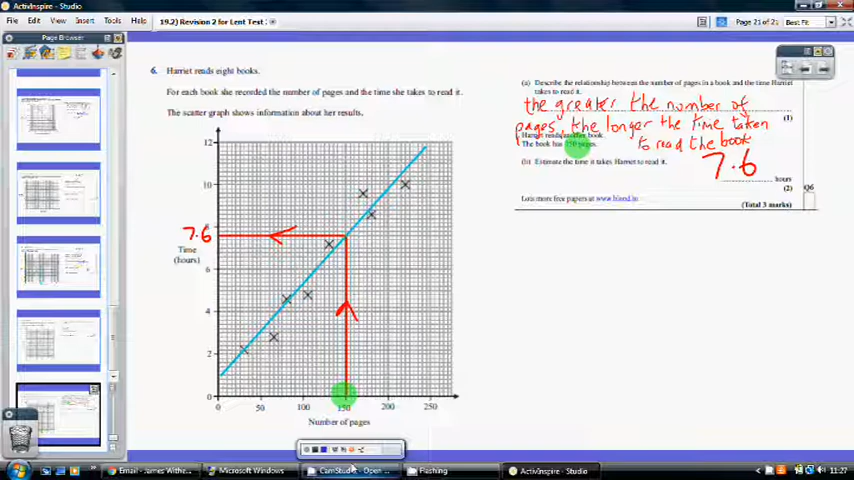 ActivInspire
File Edit View Insert Tools Help
19.2) Revision 2 for Lent Test
Page 21 of 21
Best Fit
Page Browser
6. Harriet reads eight books.
For each book she recorded the number of pages and the time she takes to read it.
The scatter graph shows information about her results.
12
10
8
7.6
Time
(hours)
6
4
2
0
0 50 100 150 200 250
Number of pages
(a) Describe the relationship between the number of pages in a book and the time Harriet
takes to read it.
the greater the number of
(1)
pages, the longer the time taken
Harriet reads another book.
to read the book
The book has 150 pages.
7.6
(b) Estimate the time it takes Harriet to read it.
hours
(2)
Q6
(Total 3 marks)
Lots more free papers at
Email - James Withe...
Microsoft Windows
CamStudio - Open ...
Flashing
ActivInspire - Studio
11:27